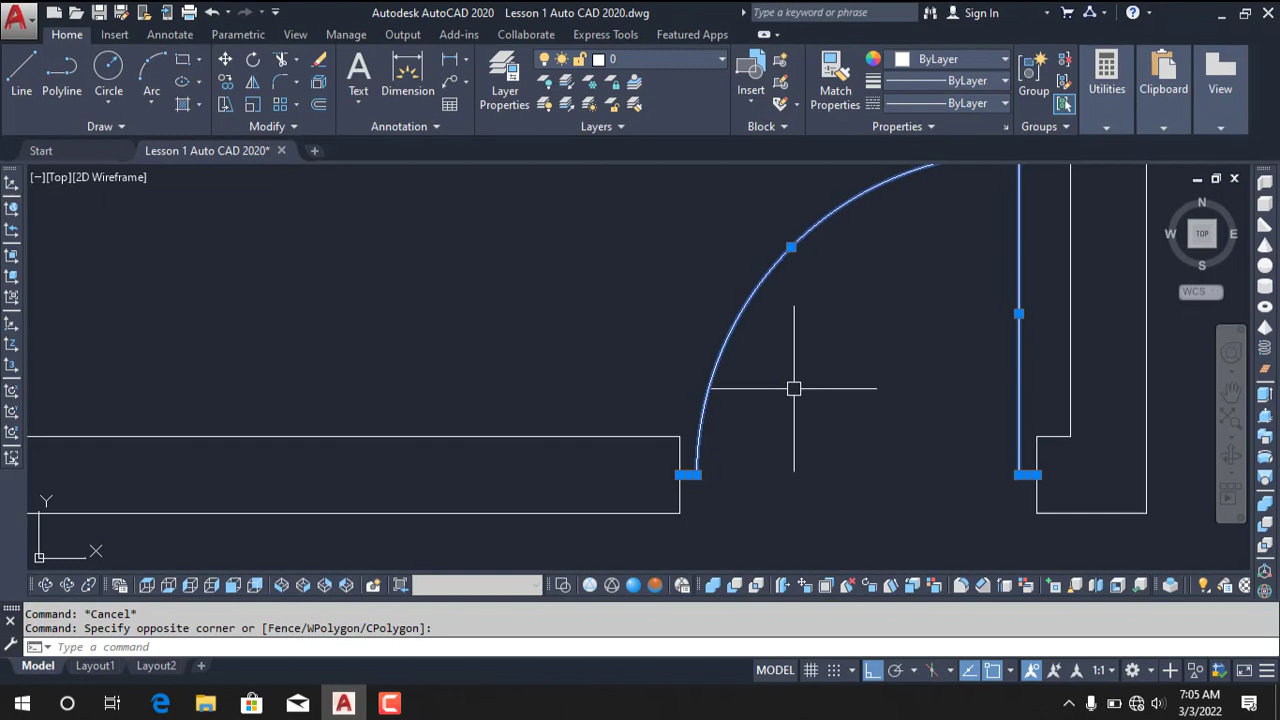 Autodesk AutoCAD 2020 Lesson 1 Auto CAD 2020.dwg
Type a keyword or phrase
Sign In
Home Insert Annotate Parametric View Manage Output Add-ins Collaborate Express Tools Featured Apps
Line Polyline Circle Arc
Text Dimension
Layer Properties
0
Insert
Match Properties
ByLayer
ByLayer
ByLayer
Group
Utilities
Clipboard
View
Draw Modify Annotation Layers Block Properties Groups
Start
Lesson 1 Auto CAD 2020*
[−][Top][2D Wireframe]
N
W TOP E
S
WCS
Y
X
Command: *Cancel*
Command: Specify opposite corner or [Fence/WPolygon/CPolygon]:
Type a command
Model Layout1 Layout2
MODEL
1:1
7:05 AM
3/3/2022